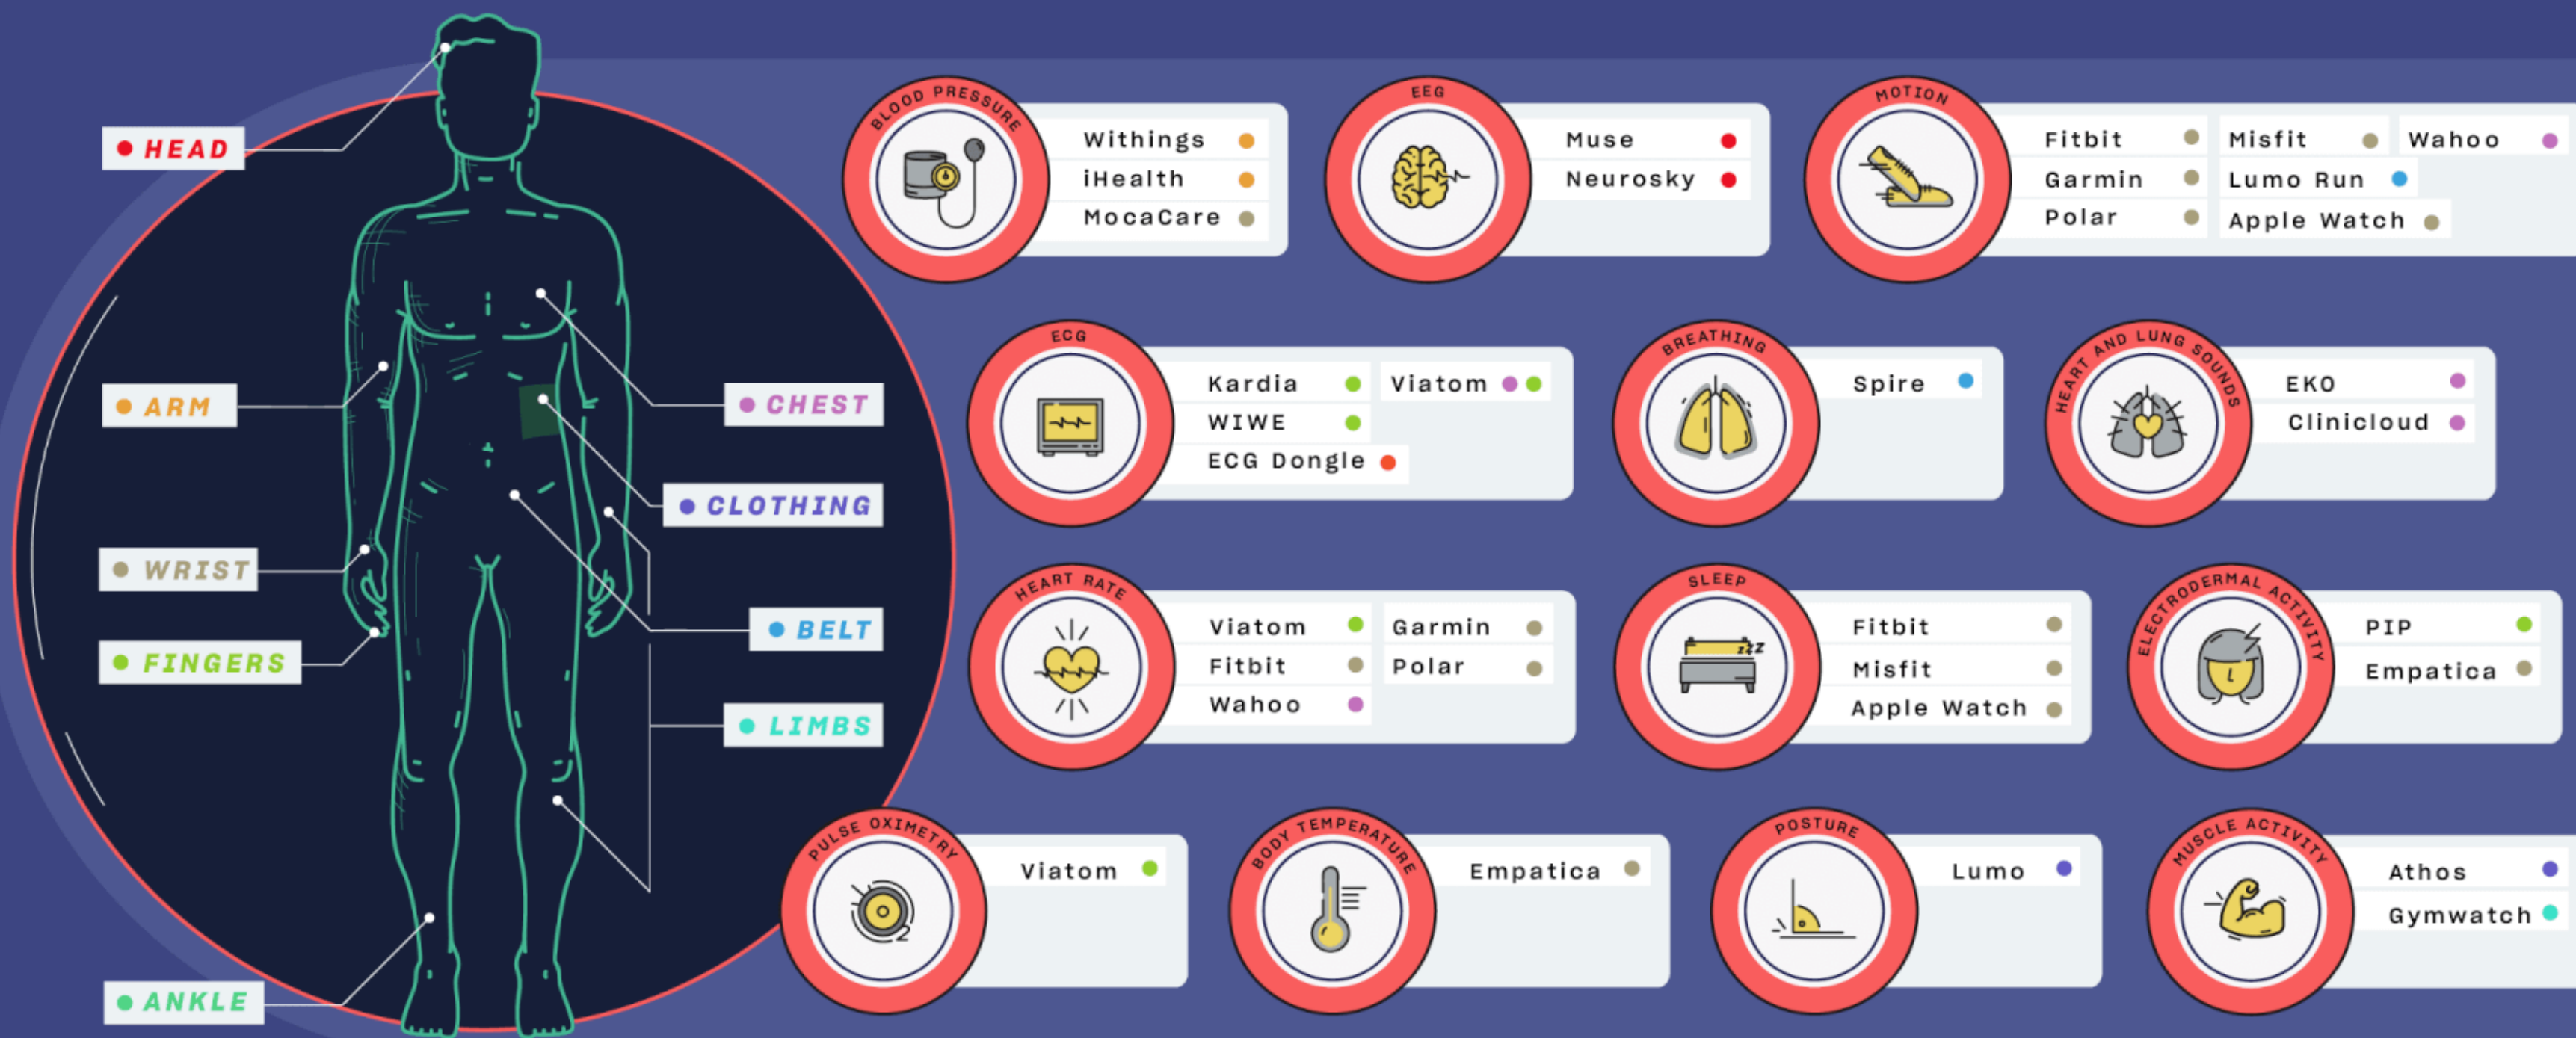 HEAD
ARM
WRIST
FINGERS
ANKLE
CHEST
CLOTHING
BELT
LIMBS
BLOOD PRESSURE
Withings
iHealth
MocaCare
EEG
Muse
Neurosky
MOTION
Fitbit
Garmin
Polar
Misfit
Lumo Run
Apple Watch
Wahoo
ECG
Kardia
WIWE
ECG Dongle
Viatom
BREATHING
Spire
HEART AND LUNG SOUNDS
EKO
Clinicloud
HEART RATE
Viatom
Fitbit
Wahoo
Garmin
Polar
SLEEP
zzZ
Fitbit
Misfit
Apple Watch
ELECTRODERMAL ACTIVITY
PIP
Empatica
PULSE OXIMETRY
2
Viatom
BODY TEMPERATURE
Empatica
POSTURE
Lumo
MUSCLE ACTIVITY
Athos
Gymwatch